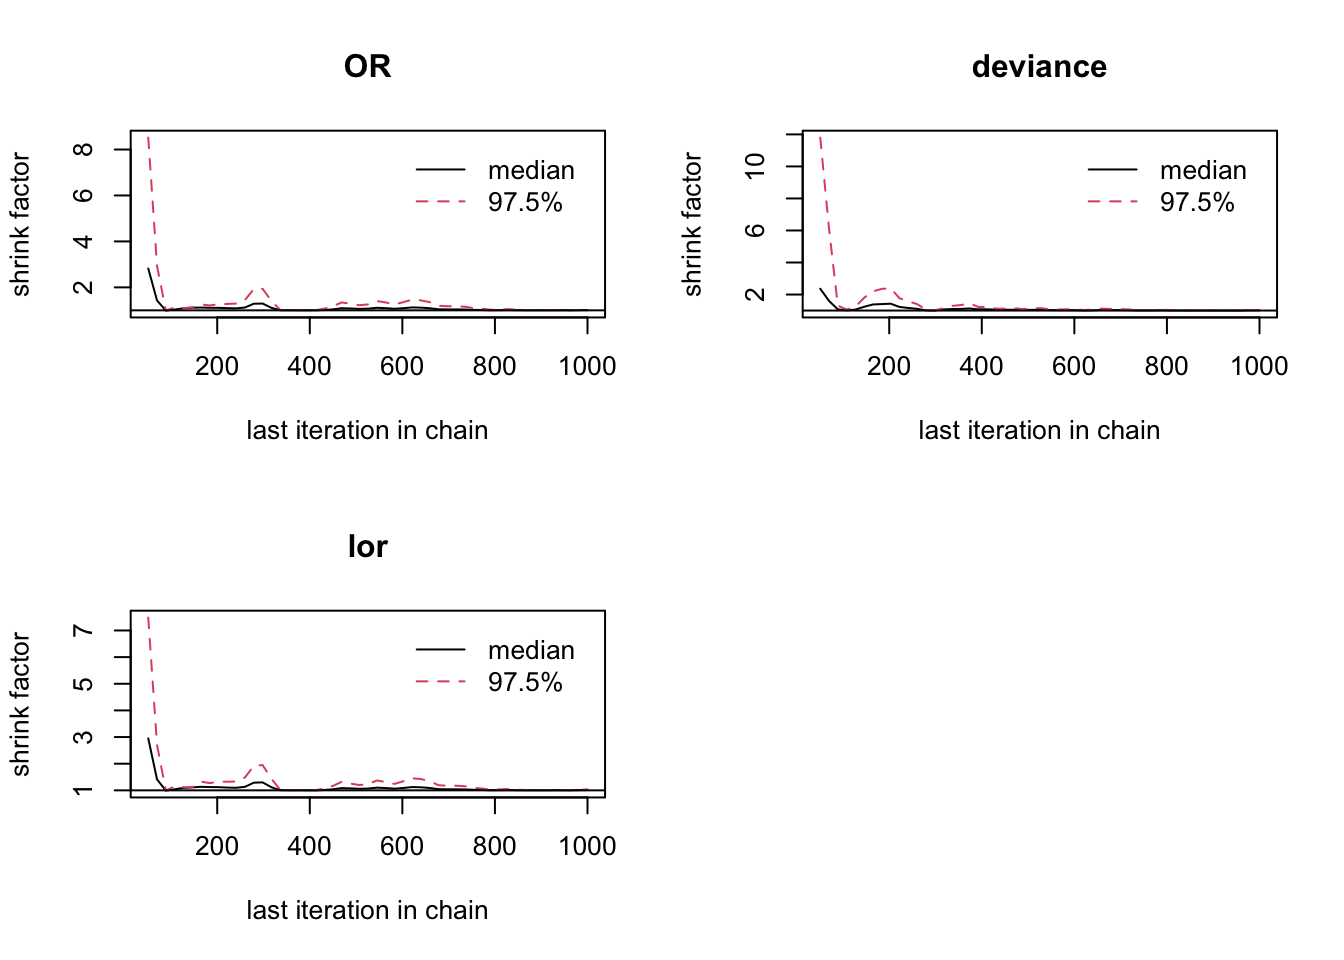 OR
shrink factor
8
6
4
2
median
97.5%
200 400 600 800 1000
last iteration in chain
deviance
shrink factor
10
6
2
median
97.5%
200 400 600 800 1000
last iteration in chain
lor
shrink factor
7
5
3
1
median
97.5%
200 400 600 800 1000
last iteration in chain